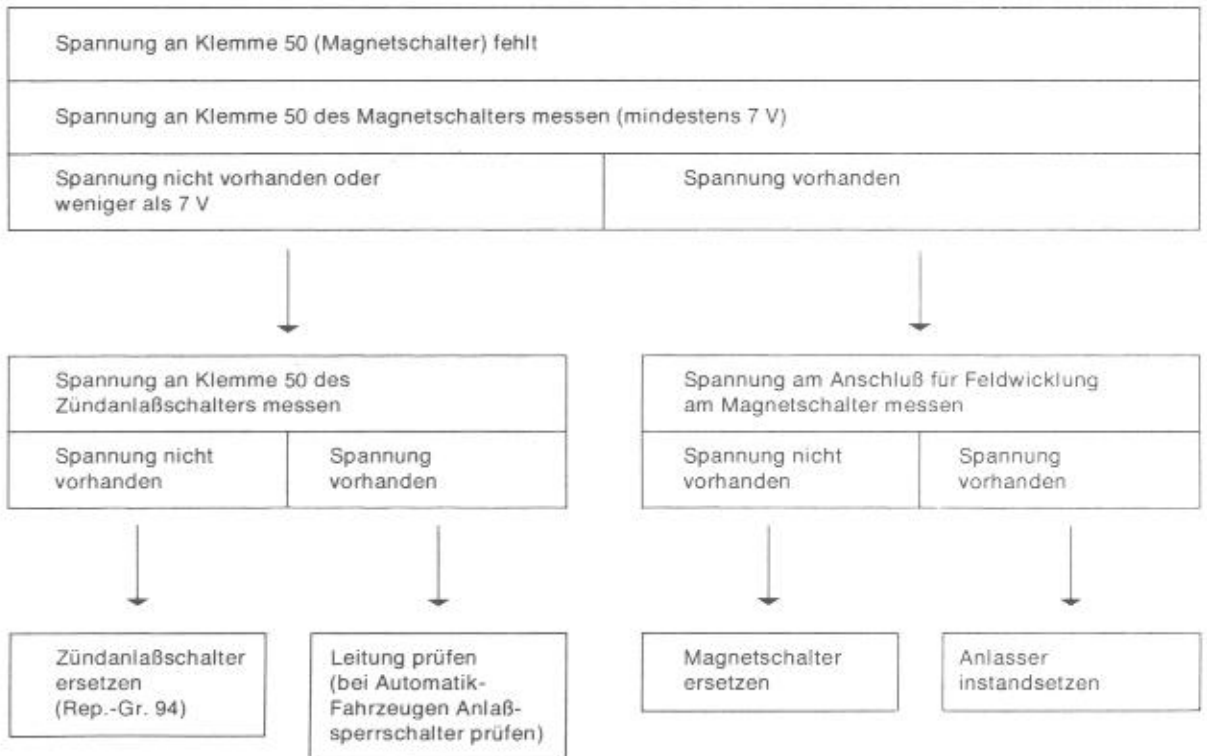 Spannung an Klemme 50 (Magnetschalter) fehlt
Spannung an Klemme 50 des Magnetschalters messen (mindestens 7 V)
Spannung nicht vorhanden oder
weniger als 7 V
Spannung vorhanden
Spannung an Klemme 50 des
Zündanlaßschalters messen
Spannung am Anschluß für Feldwicklung
am Magnetschalter messen
Spannung nicht
vorhanden
Spannung
vorhanden
Spannung nicht
vorhanden
Spannung
vorhanden
Zündanlaßschalter
ersetzen
(Rep.-Gr. 94)
Leitung prüfen
(bei Automatik-
Fahrzeugen Anlaß-
sperrschalter prüfen)
Magnetschalter
ersetzen
Anlasser
instandsetzen